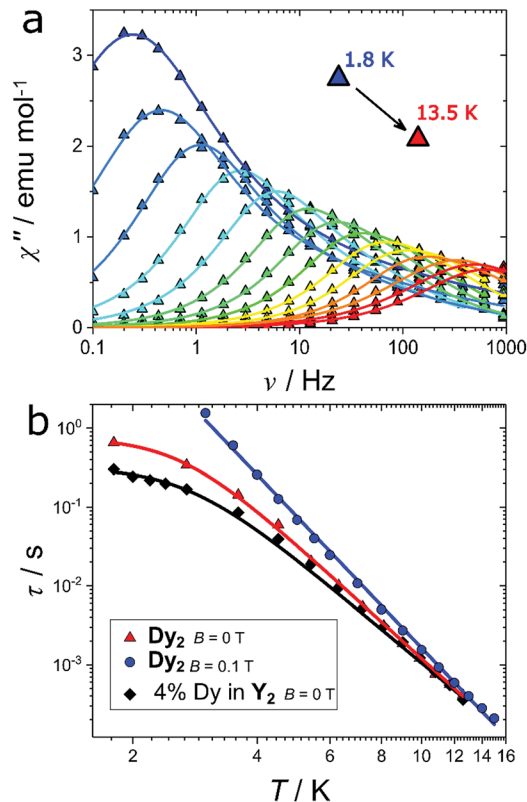 a
1.8 K
13.5 K
χ″ / emu mol⁻¹
3
2
1
0
0.1 1 10 100 1000
ν / Hz
b
τ / s
10⁰
10⁻¹
10⁻²
10⁻³
Dy₂ B = 0 T
Dy₂ B = 0.1 T
4% Dy in Y₂ B = 0 T
2 4 6 8 10 12 14 16
T / K